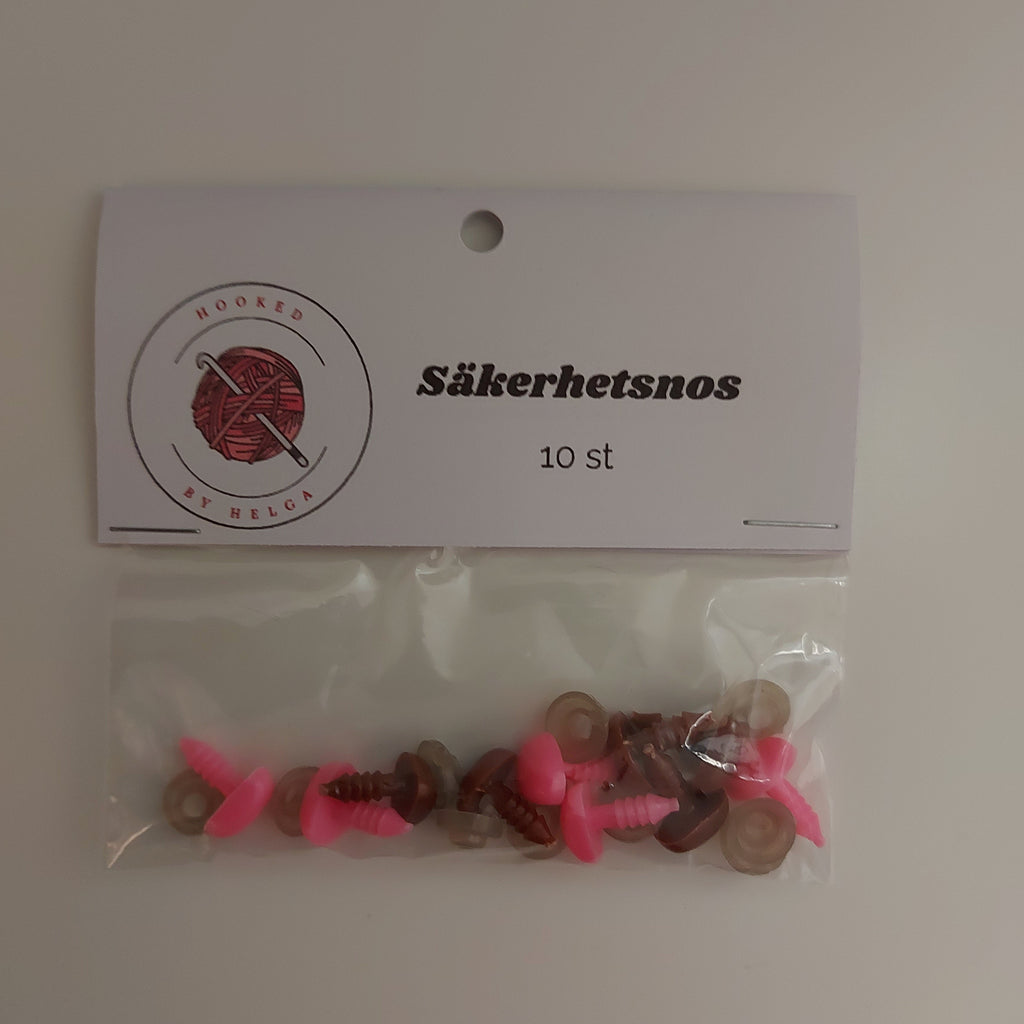 HOOKED
BY HELGA
Säkerhetsnos
10 st